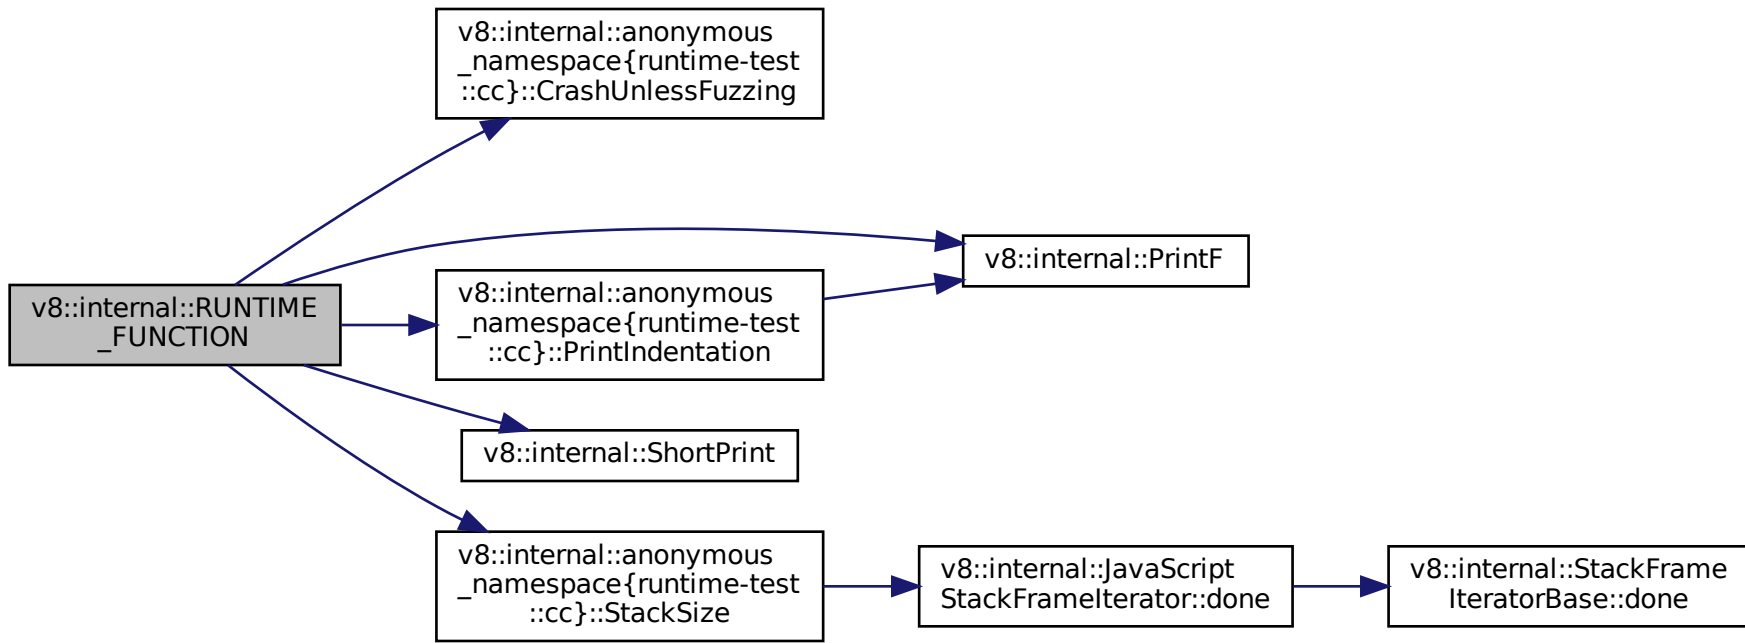 v8::internal::anonymous
_namespace{runtime-test
::cc}::CrashUnlessFuzzing
v8::internal::PrintF
v8::internal::RUNTIME
_FUNCTION
v8::internal::anonymous
_namespace{runtime-test
::cc}::PrintIndentation
v8::internal::ShortPrint
v8::internal::anonymous
_namespace{runtime-test
::cc}::StackSize
v8::internal::JavaScript
StackFrameIterator::done
v8::internal::StackFrame
IteratorBase::done